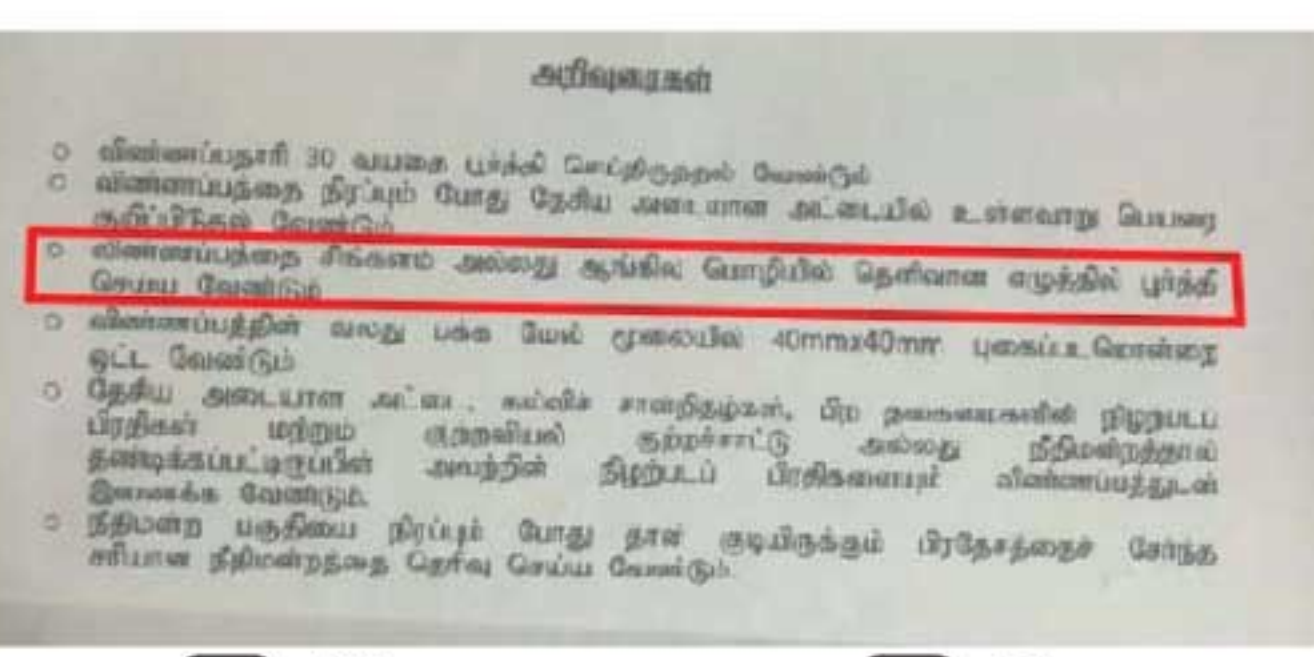 அறிவுரைகள்
○ விண்ணப்பதாரி 30 வயதை பூர்த்தி செய்திருத்தல் வேண்டும்
○ விண்ணப்பத்தை நிரப்பும் போது தேசிய அடையாள அட்டையில் உள்ளவாறு பெயரை
குறிப்பிடுதல் வேண்டும்
○ விண்ணப்பத்தை சிங்களம் அல்லது ஆங்கில மொழியில் தெளிவான எழுத்தில் பூர்த்தி
செய்ய வேண்டும்
○ விண்ணப்பத்தின் வலது பக்க மேல் மூலையில் 40mmx40mm புகைப்படமொன்றை
ஒட்ட வேண்டும்
○ தேசிய அடையாள அட்டை, கல்விச் சான்றிதழ்கள், பிற தகைமைகளின் நிழற்படப்
பிரதிகள் மற்றும் குற்றவியல் குற்றச்சாட்டு அல்லது நீதிமன்றத்தால்
தண்டிக்கப்பட்டிருப்பின் அவற்றின் நிழற்படப் பிரதிகளையும் விண்ணப்பத்துடன்
இணைக்க வேண்டும்.
○ நீதிமன்ற பகுதியை நிரப்பும் போது தான் குடியிருக்கும் பிரதேசத்தைச் சேர்ந்த
சரியான நீதிமன்றத்தை தெரிவு செய்ய வேண்டும்.